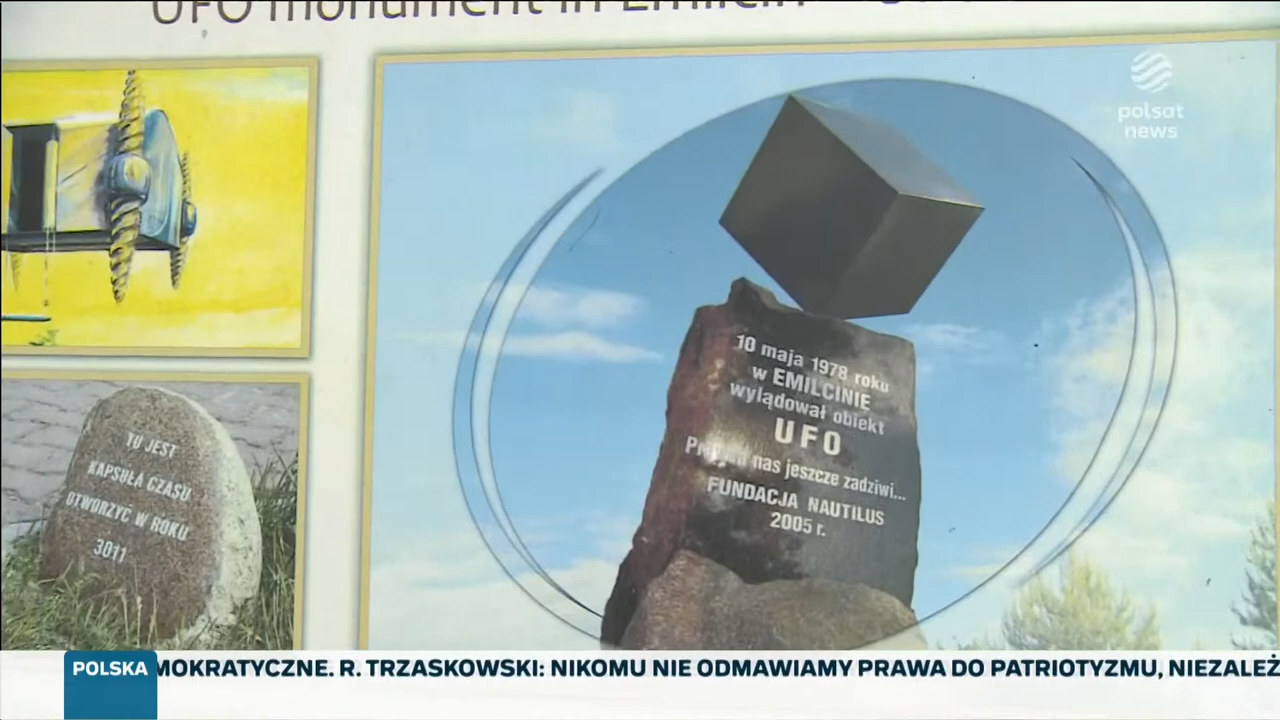 UFO monument in Emilcin
polsat
news
10 maja 1978 roku
w EMILCINIE
wylądował obiekt
UFO
nas jeszcze zadziwi...
FUNDACJA NAUTILUS
2005 r.
TU JEST
KAPSUŁA CZASU
OTWORZYĆ W ROKU
3011
POLSKA
MOKRATYCZNE. R. TRZASKOWSKI: NIKOMU NIE ODMAWIAMY PRAWA DO PATRIOTYZMU, NIEZALEŻ